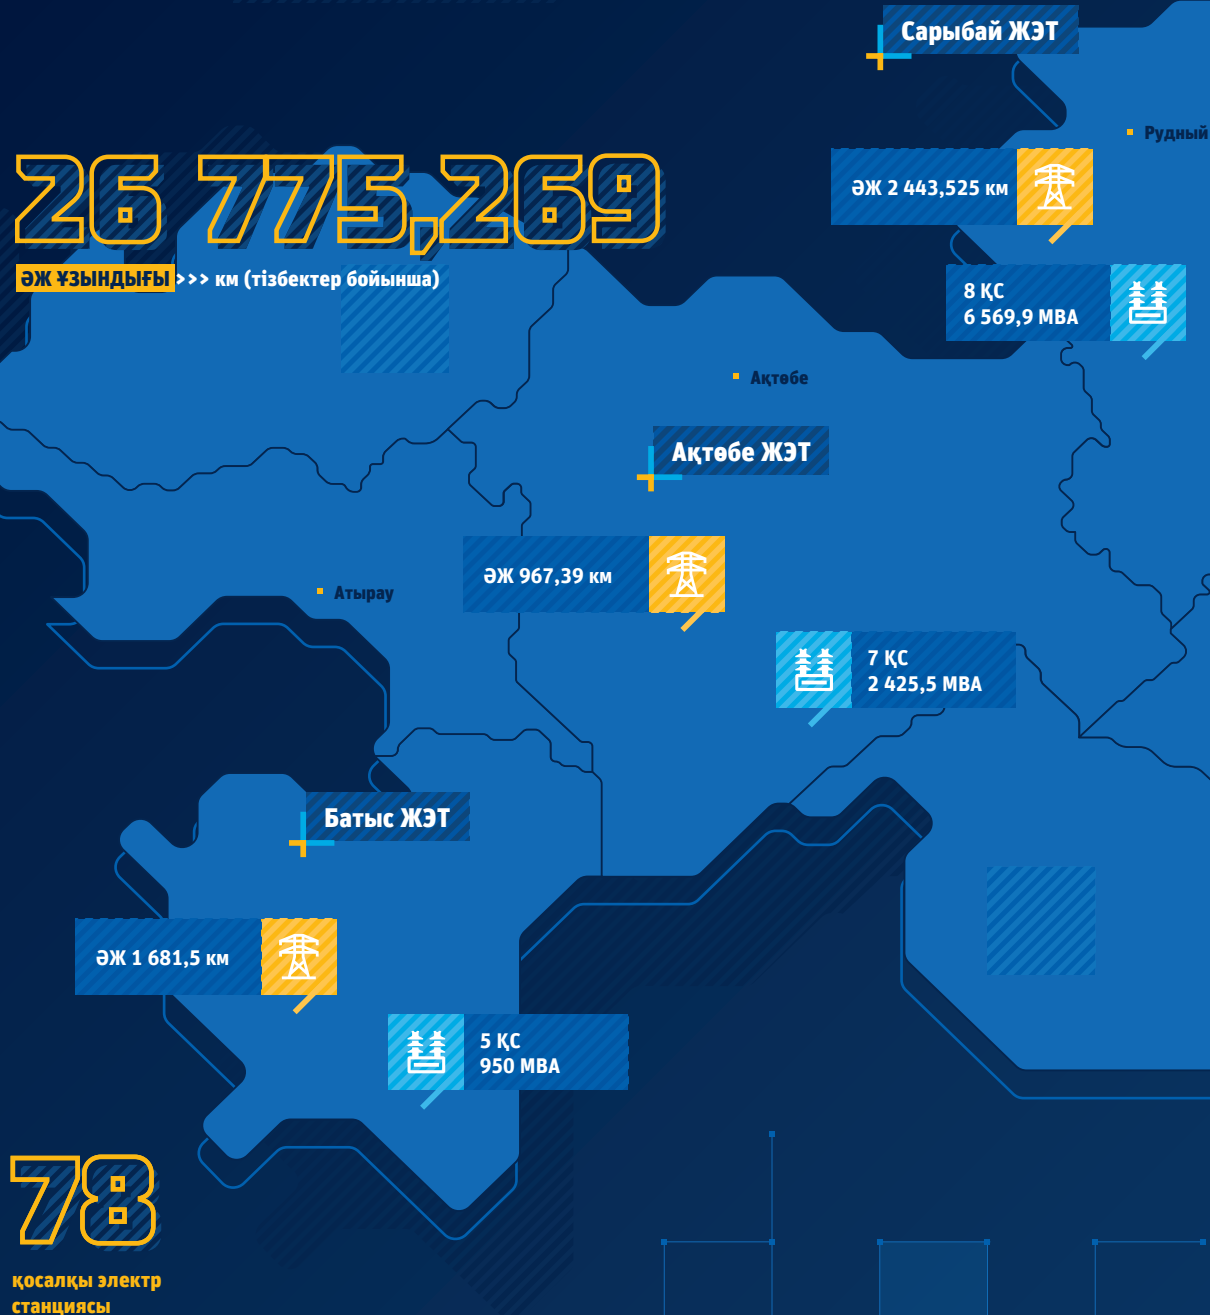 Сарыбай ЖЭТ
Рудный
26 775,269
ӘЖ ҰЗЫНДЫҒЫ >>> км (тізбектер бойынша)
ӘЖ 2 443,525 км
8 ҚС
6 569,9 МВА
Ақтөбе
Ақтөбе ЖЭТ
ӘЖ 967,39 км
Атырау
7 ҚС
2 425,5 МВА
Батыс ЖЭТ
ӘЖ 1 681,5 км
5 ҚС
950 МВА
78
қосалқы электр
станциясы